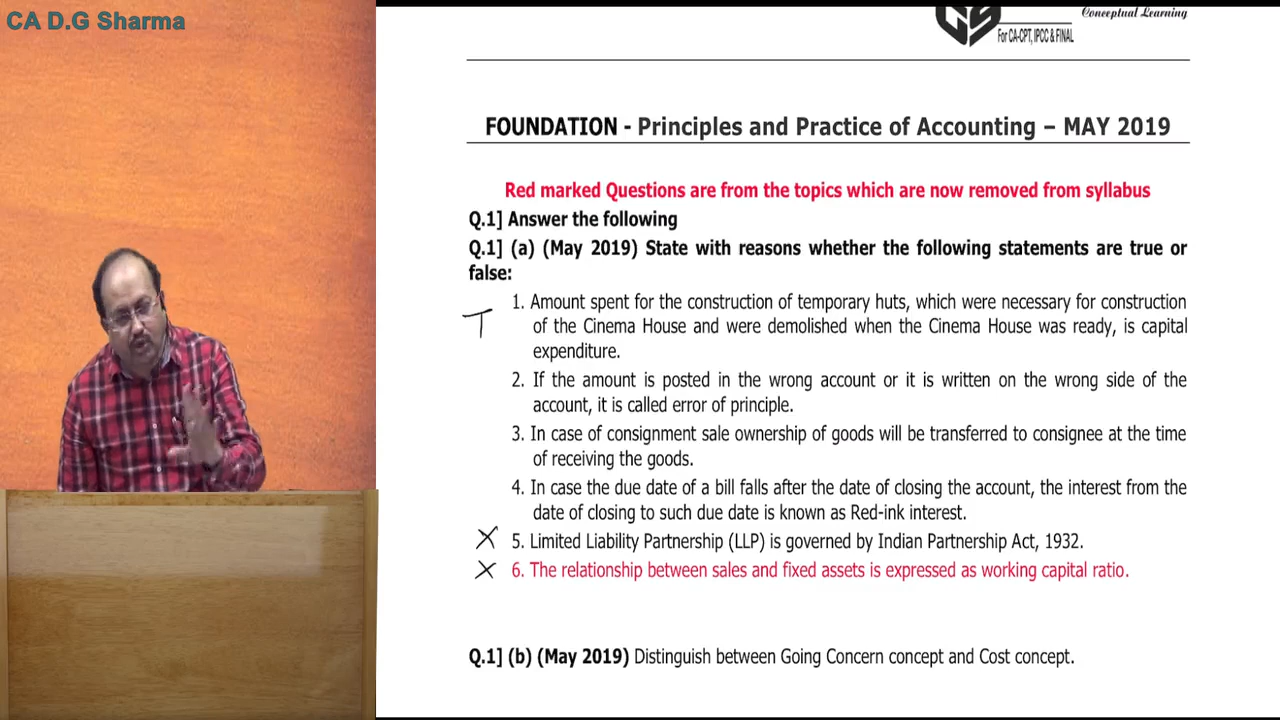 CA D.G Sharma
Conceptual Learning
For CA-CPT, IPCC & FINAL
FOUNDATION - Principles and Practice of Accounting – MAY 2019
Red marked Questions are from the topics which are now removed from syllabus
Q.1] Answer the following
Q.1] (a) (May 2019) State with reasons whether the following statements are true or
false:
1. Amount spent for the construction of temporary huts, which were necessary for construction
T
of the Cinema House and were demolished when the Cinema House was ready, is capital
expenditure.
2. If the amount is posted in the wrong account or it is written on the wrong side of the
account, it is called error of principle.
3. In case of consignment sale ownership of goods will be transferred to consignee at the time
of receiving the goods.
4. In case the due date of a bill falls after the date of closing the account, the interest from the
date of closing to such due date is known as Red-ink interest.
X 5. Limited Liability Partnership (LLP) is governed by Indian Partnership Act, 1932.
X 6. The relationship between sales and fixed assets is expressed as working capital ratio.
Q.1] (b) (May 2019) Distinguish between Going Concern concept and Cost concept.